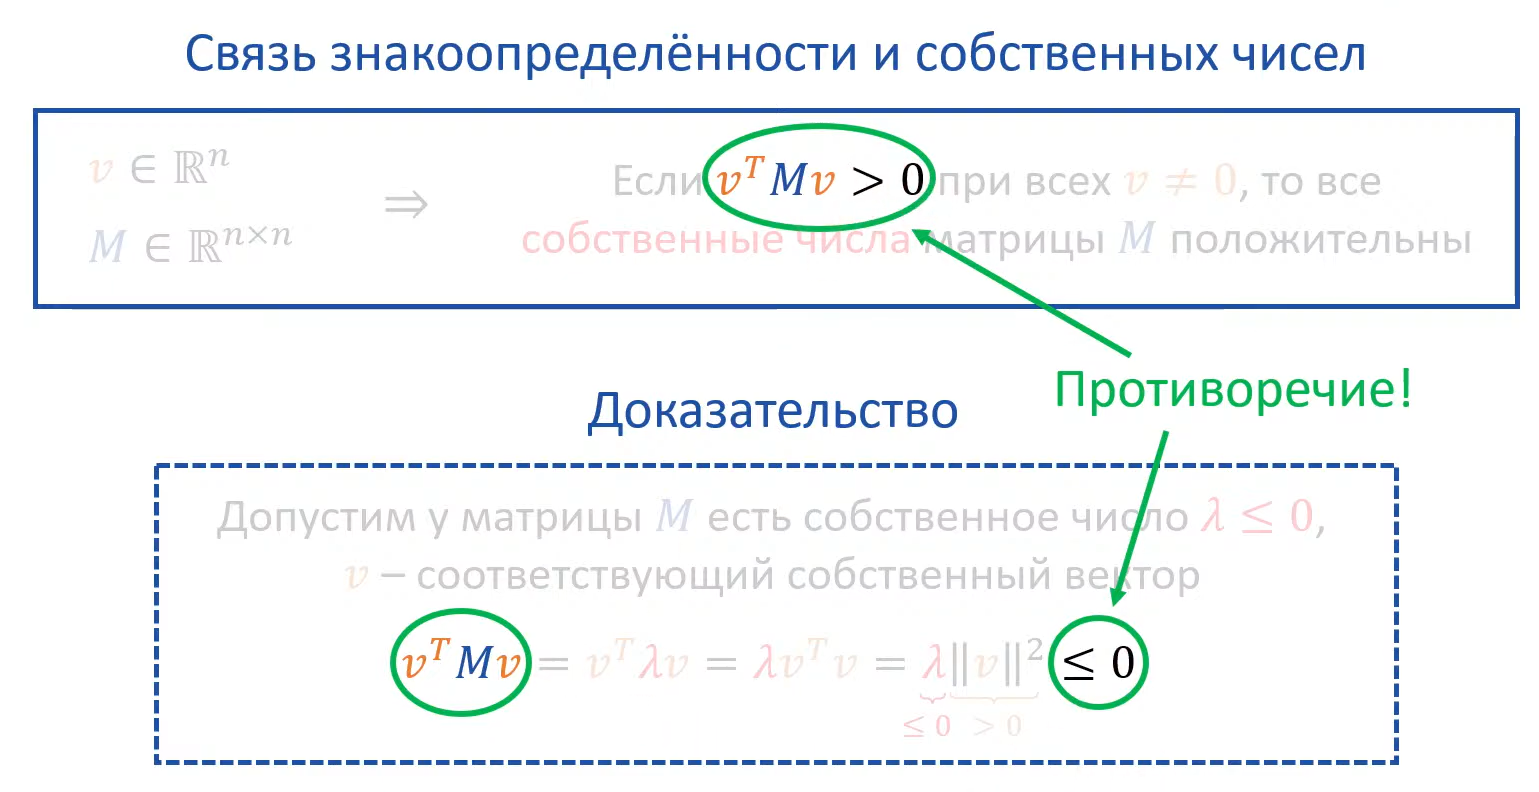 Связь знакоопределённости и собственных чисел
v ∈ ℝⁿ
M ∈ ℝⁿˣⁿ
⇒
Если vᵀMv > 0 при всех v ≠ 0, то все
собственные числа матрицы M положительны
Противоречие!
Доказательство
Допустим у матрицы M есть собственное число λ ≤ 0,
v – соответствующий собственный вектор
vᵀMv = vᵀλv = λvᵀv = λ‖v‖² ≤ 0
≤ 0 > 0